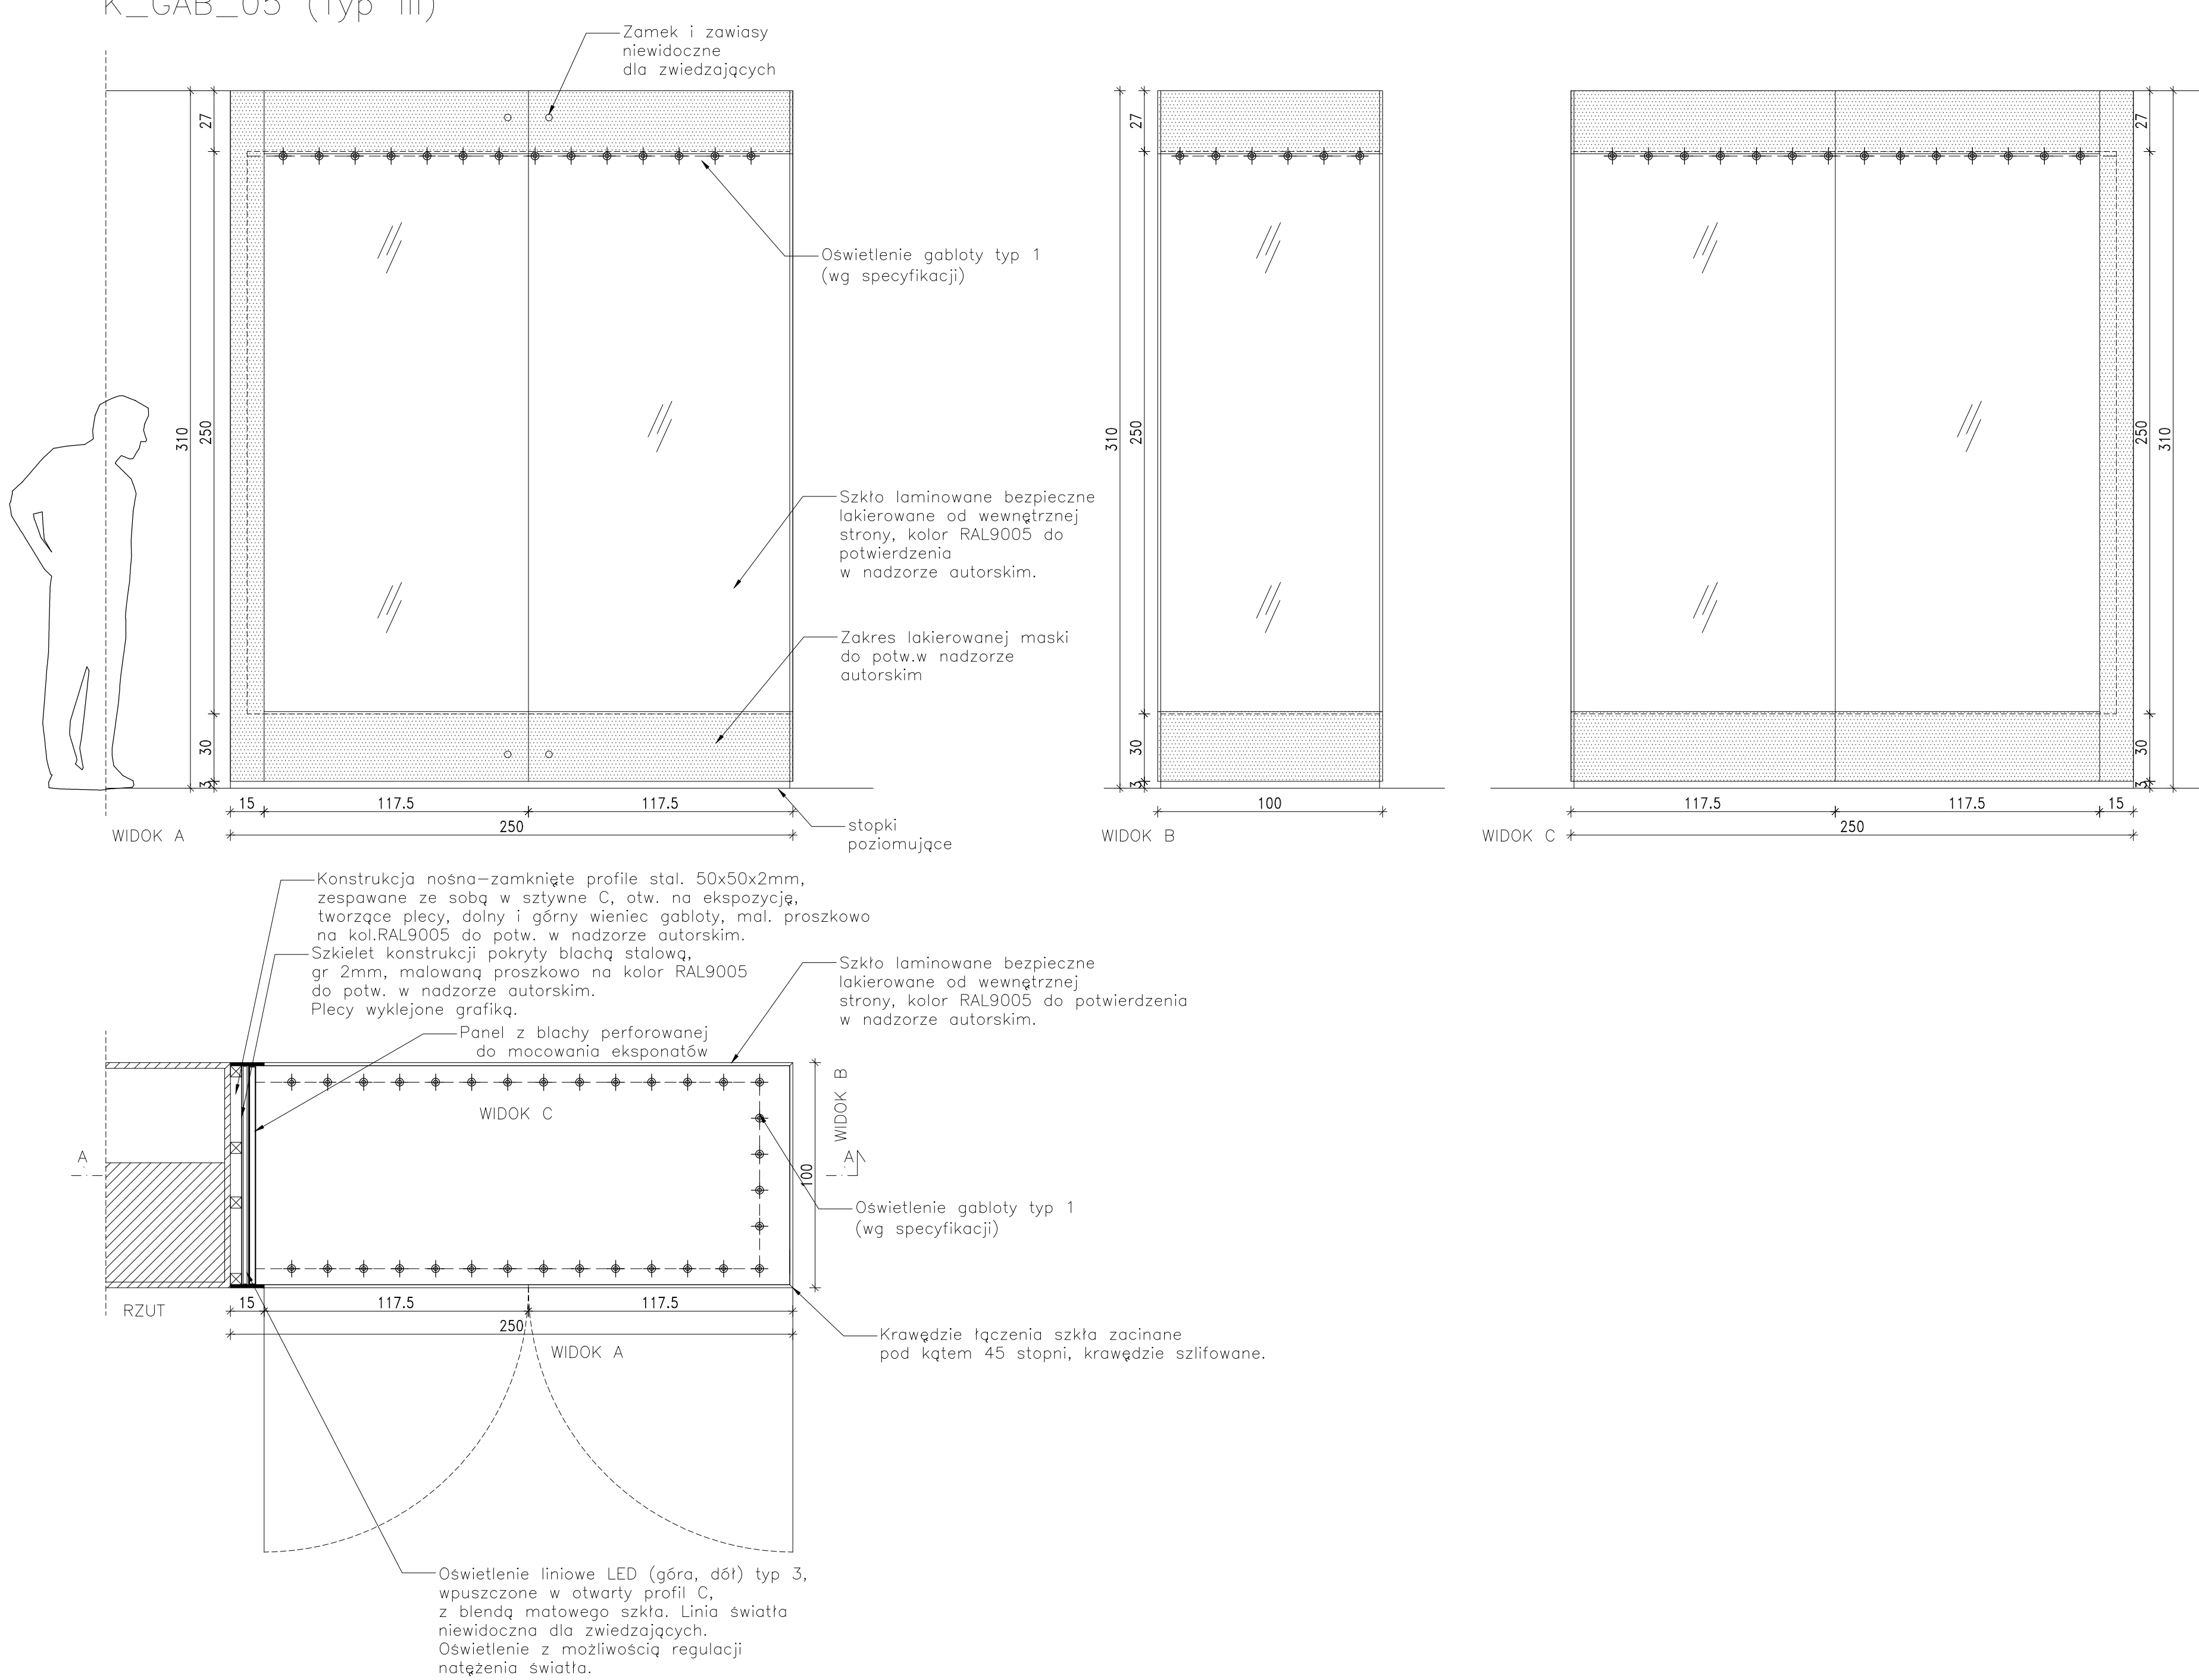 K_GAB_05 (Typ III)
Zamek i zawiasy
niewidoczne
dla zwiedzających
27
250
310
30
3
Oświetlenie gabloty typ 1
(wg specyfikacji)
Szkło laminowane bezpieczne
lakierowane od wewnętrznej
strony, kolor RAL9005 do
potwierdzenia
w nadzorze autorskim.
Zakres lakierowanej maski
do potw.w nadzorze
autorskim
15
117.5
117.5
250
WIDOK A
stopki
poziomujące
27
250
310
30
3
100
WIDOK B
27
250
310
30
3
117.5
117.5
15
250
WIDOK C
Konstrukcja nośna–zamknięte profile stal. 50x50x2mm,
zespawane ze sobą w sztywne C, otw. na ekspozycję,
tworzące plecy, dolny i górny wieniec gabloty, mal. proszkowo
na kol.RAL9005 do potw. w nadzorze autorskim.
Szkielet konstrukcji pokryty blachą stalową,
gr 2mm, malowaną proszkowo na kolor RAL9005
do potw. w nadzorze autorskim.
Plecy wyklejone grafiką.
Panel z blachy perforowanej
do mocowania eksponatów
Szkło laminowane bezpieczne
lakierowane od wewnętrznej
strony, kolor RAL9005 do potwierdzenia
w nadzorze autorskim.
WIDOK C
WIDOK B
A
A
100
Oświetlenie gabloty typ 1
(wg specyfikacji)
RZUT
15
117.5
117.5
250
WIDOK A
Krawędzie łączenia szkła zacinane
pod kątem 45 stopni, krawędzie szlifowane.
Oświetlenie liniowe LED (góra, dół) typ 3,
wpuszczone w otwarty profil C,
z blendą matowego szkła. Linia światła
niewidoczna dla zwiedzających.
Oświetlenie z możliwością regulacji
natężenia światła.